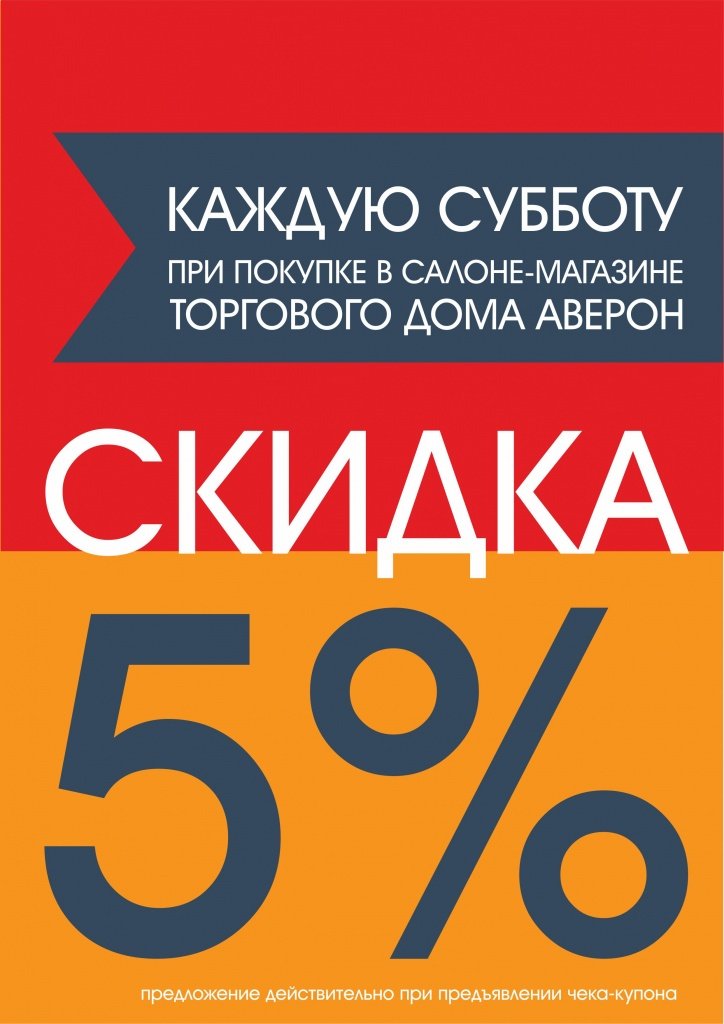 КАЖДУЮ СУББОТУ
ПРИ ПОКУПКЕ В САЛОНЕ-МАГАЗИНЕ
ТОРГОВОГО ДОМА АВЕРОН
СКИДКА
5%
предложение действительно при предъявлении чека-купона